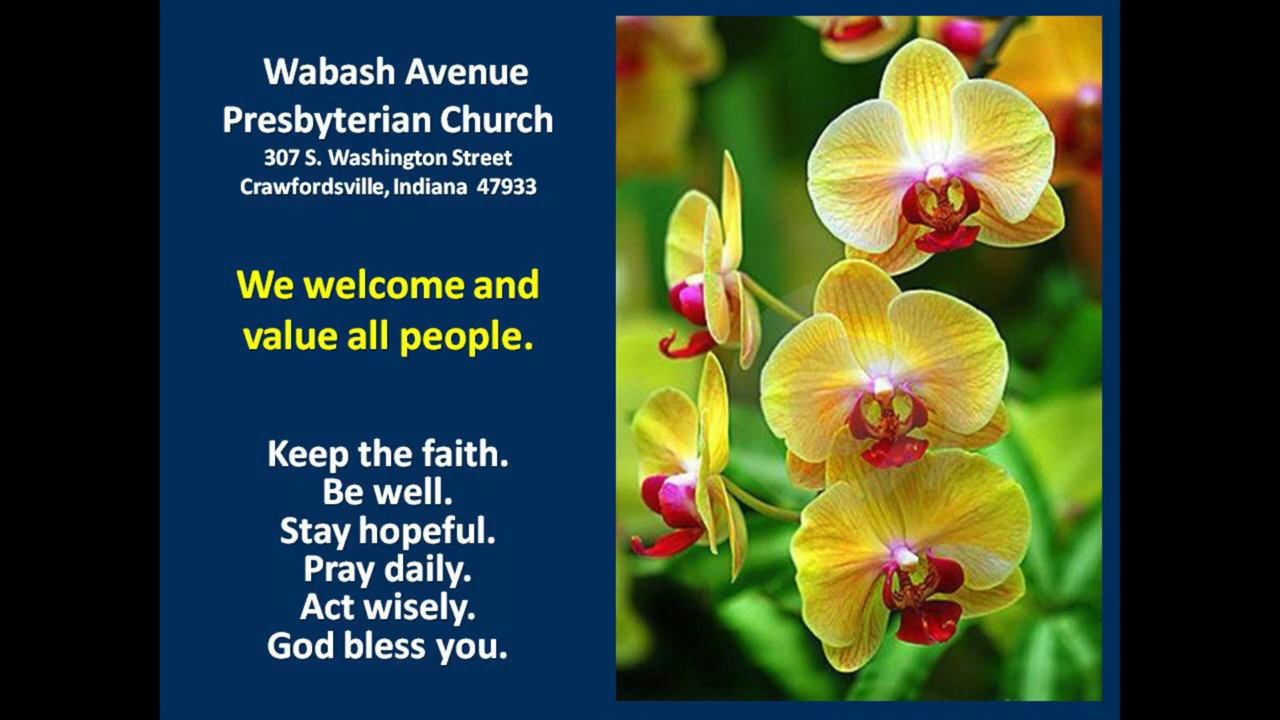 Wabash Avenue
Presbyterian Church
307 S. Washington Street
Crawfordsville, Indiana 47933
We welcome and
value all people.
Keep the faith.
Be well.
Stay hopeful.
Pray daily.
Act wisely.
God bless you.